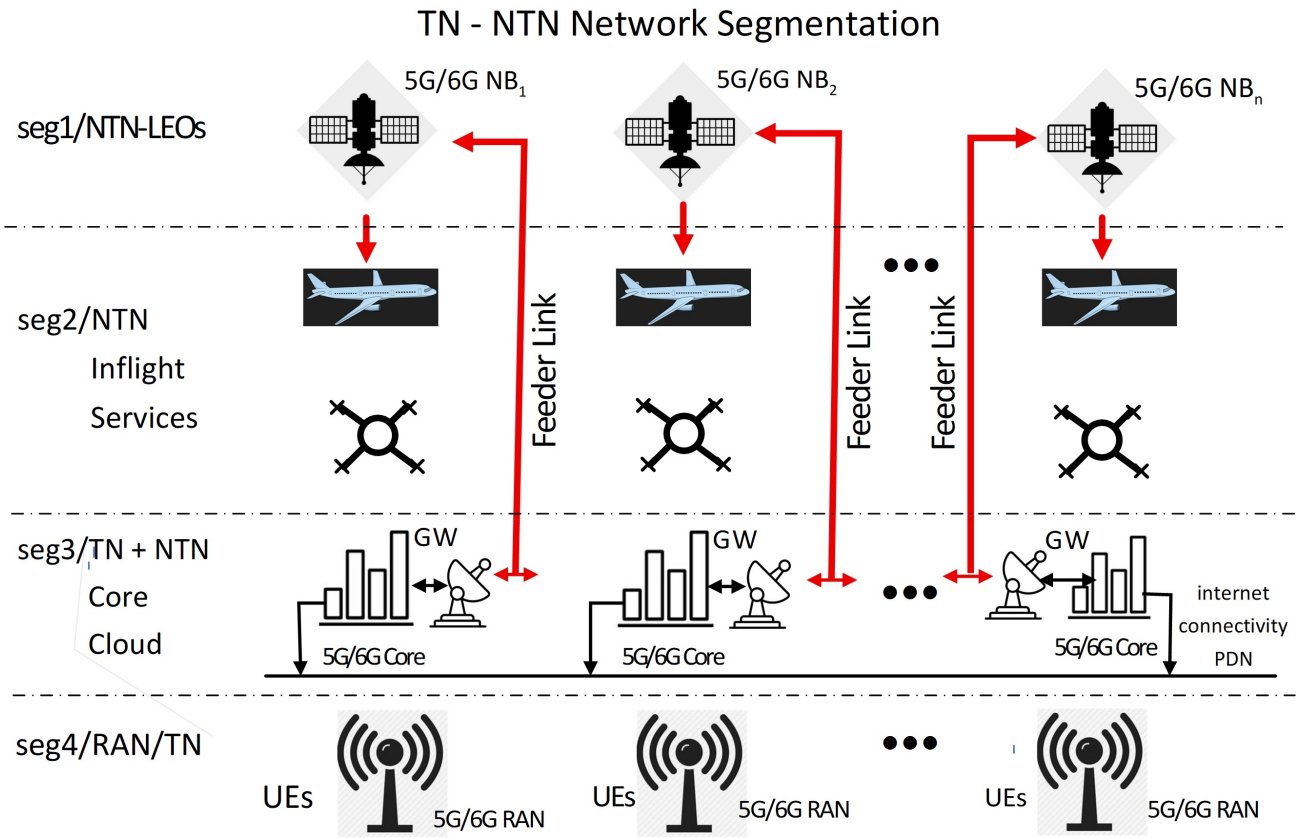 TN - NTN Network Segmentation
seg1/NTN-LEOs
5G/6G NB₁
5G/6G NB₂
5G/6G NBₙ
seg2/NTN
Inflight
Services
Feeder Link
Feeder Link
Feeder Link
seg3/TN + NTN
Core
Cloud
GW
GW
GW
5G/6G Core
5G/6G Core
5G/6G Core
internet
connectivity
PDN
seg4/RAN/TN
UEs
5G/6G RAN
UEs
5G/6G RAN
UEs
5G/6G RAN